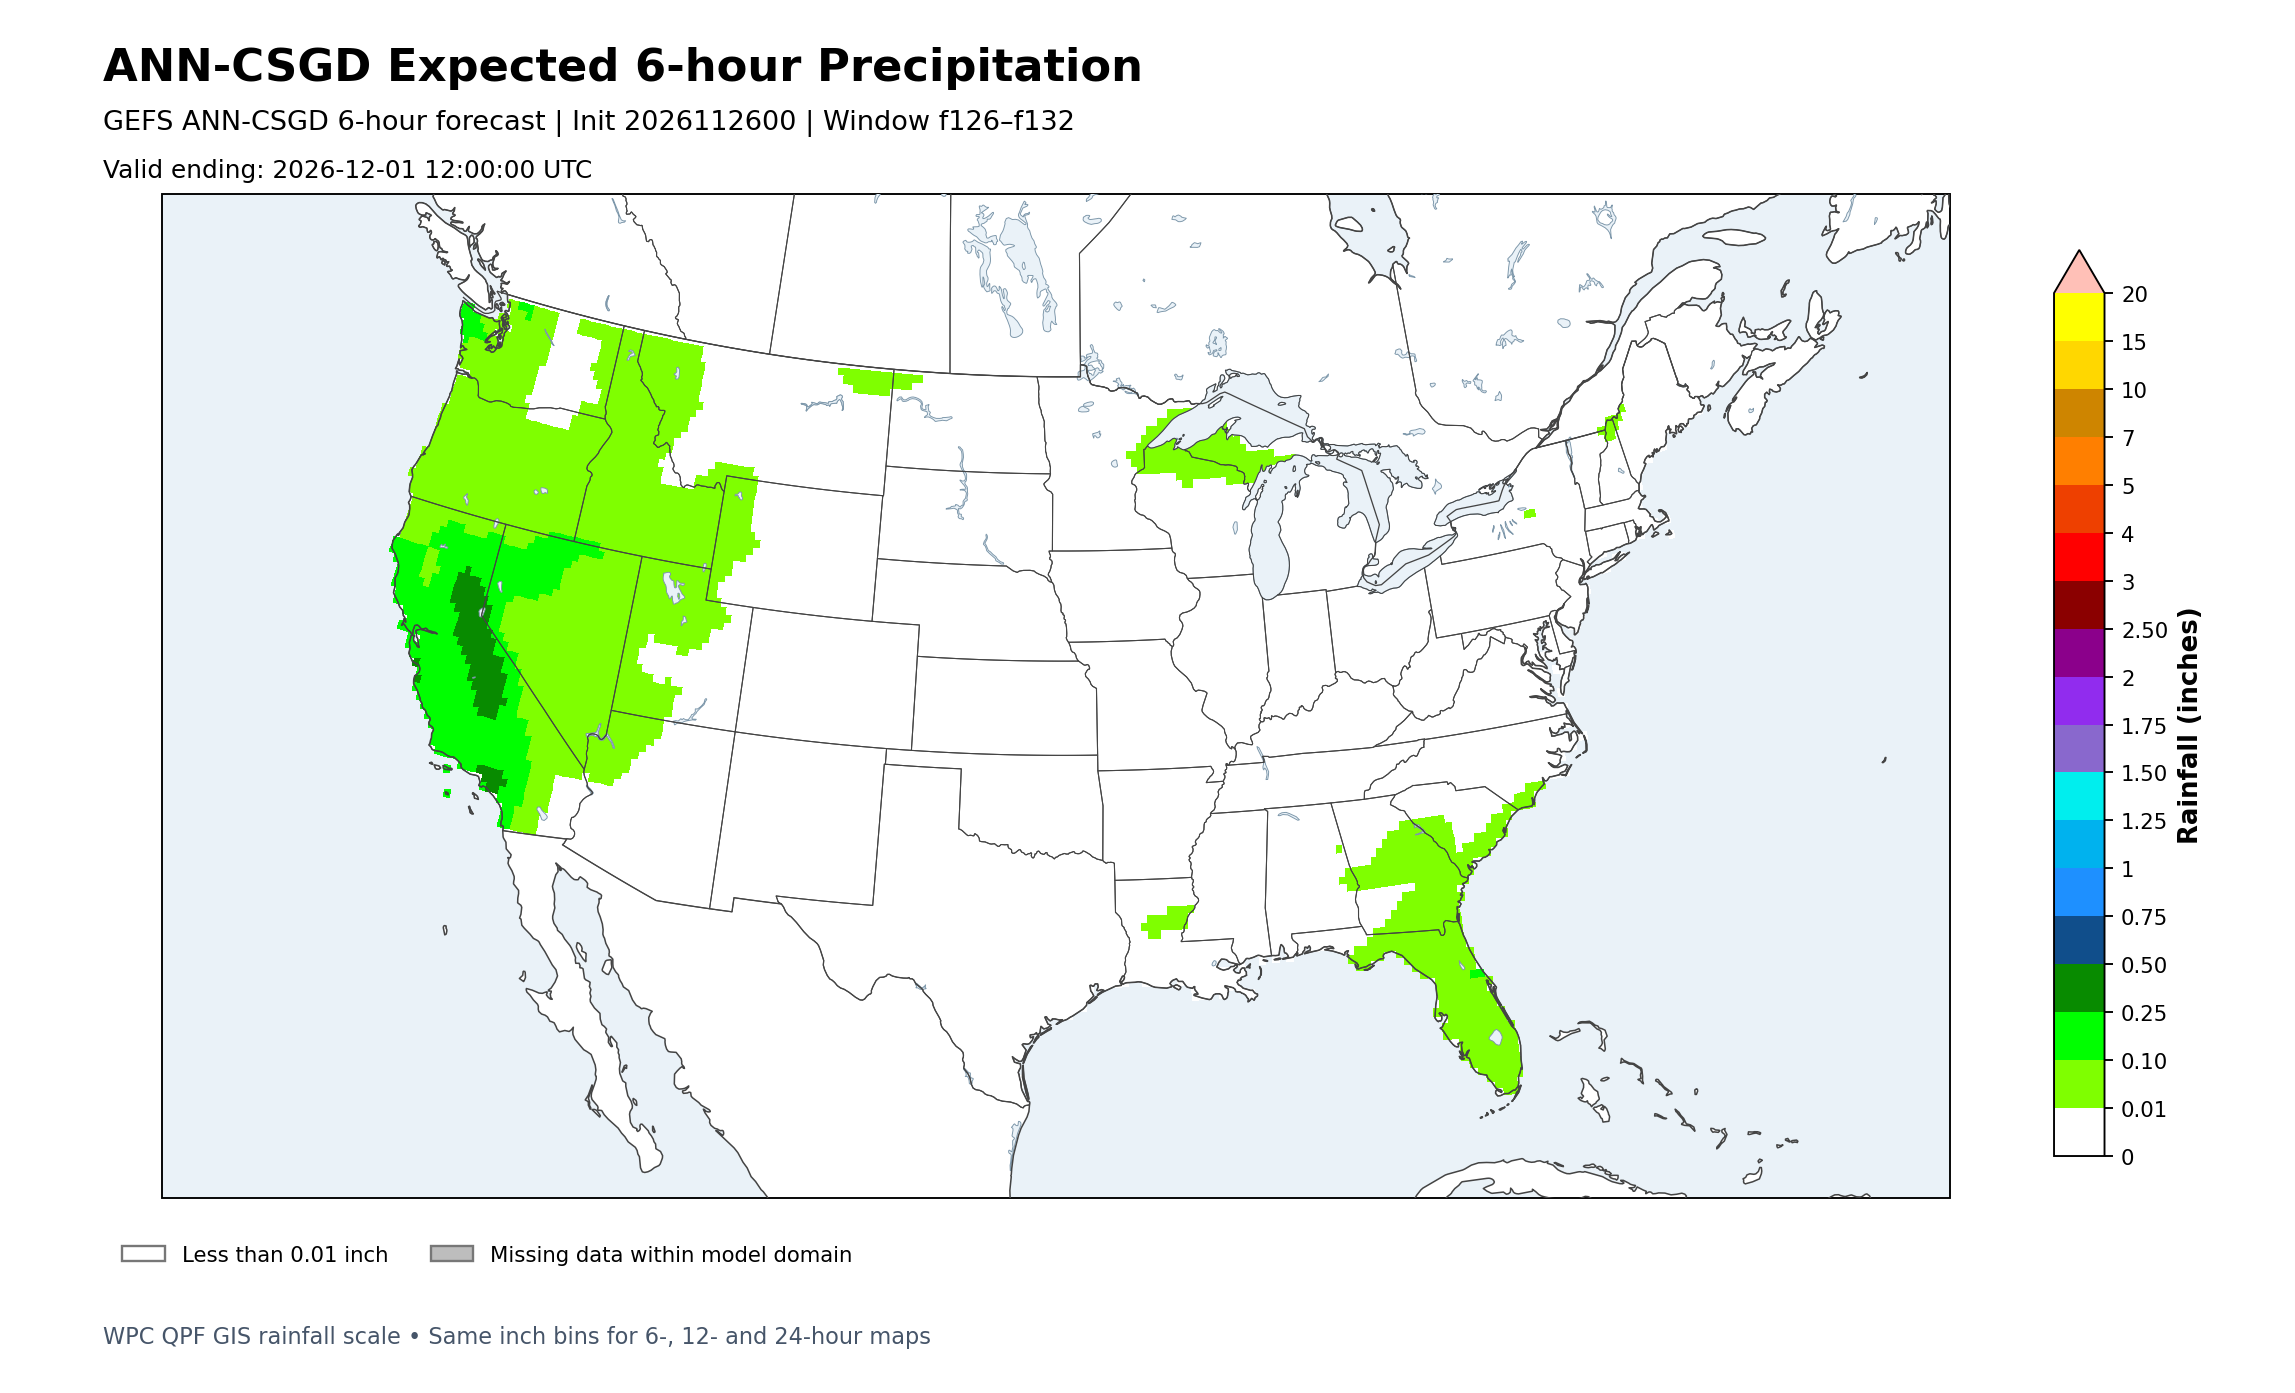 ANN-CSGD Expected 6-hour Precipitation
GEFS ANN-CSGD 6-hour forecast | Init 2026112600 | Window f126–f132
Valid ending: 2026-12-01 12:00:00 UTC
20
15
10
7
5
4
3
2.50
2
1.75
1.50
1.25
1
0.75
0.50
0.25
0.10
0.01
0
Rainfall (inches)
Less than 0.01 inch
Missing data within model domain
WPC QPF GIS rainfall scale • Same inch bins for 6-, 12- and 24-hour maps